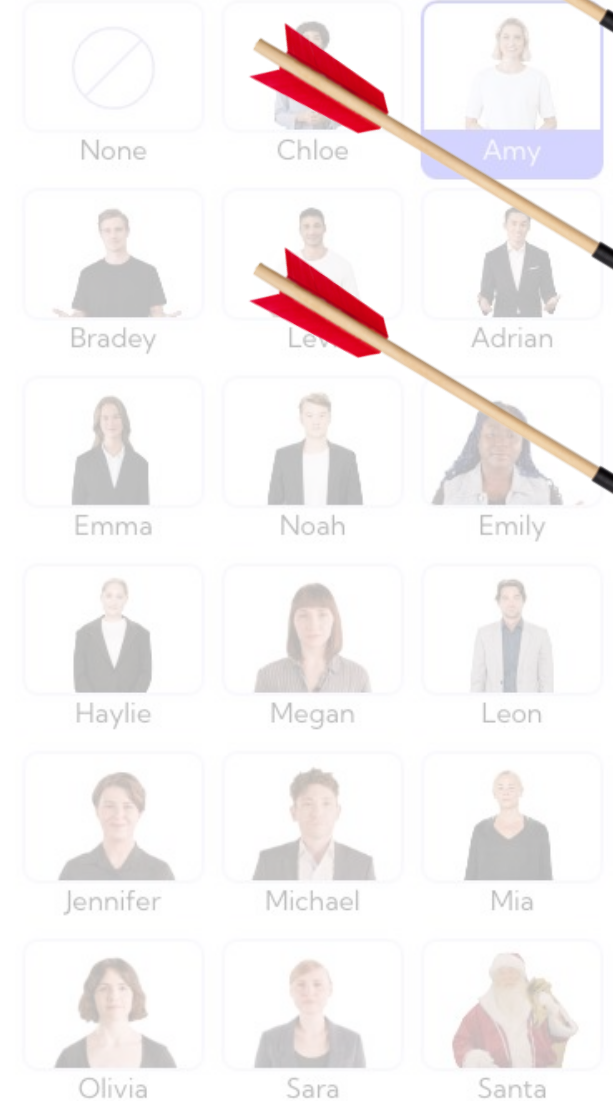 None Chloe Amy
Bradey Adrian
Emma Noah Emily
Haylie Megan Leon
Jennifer Michael Mia
Olivia Sara Santa